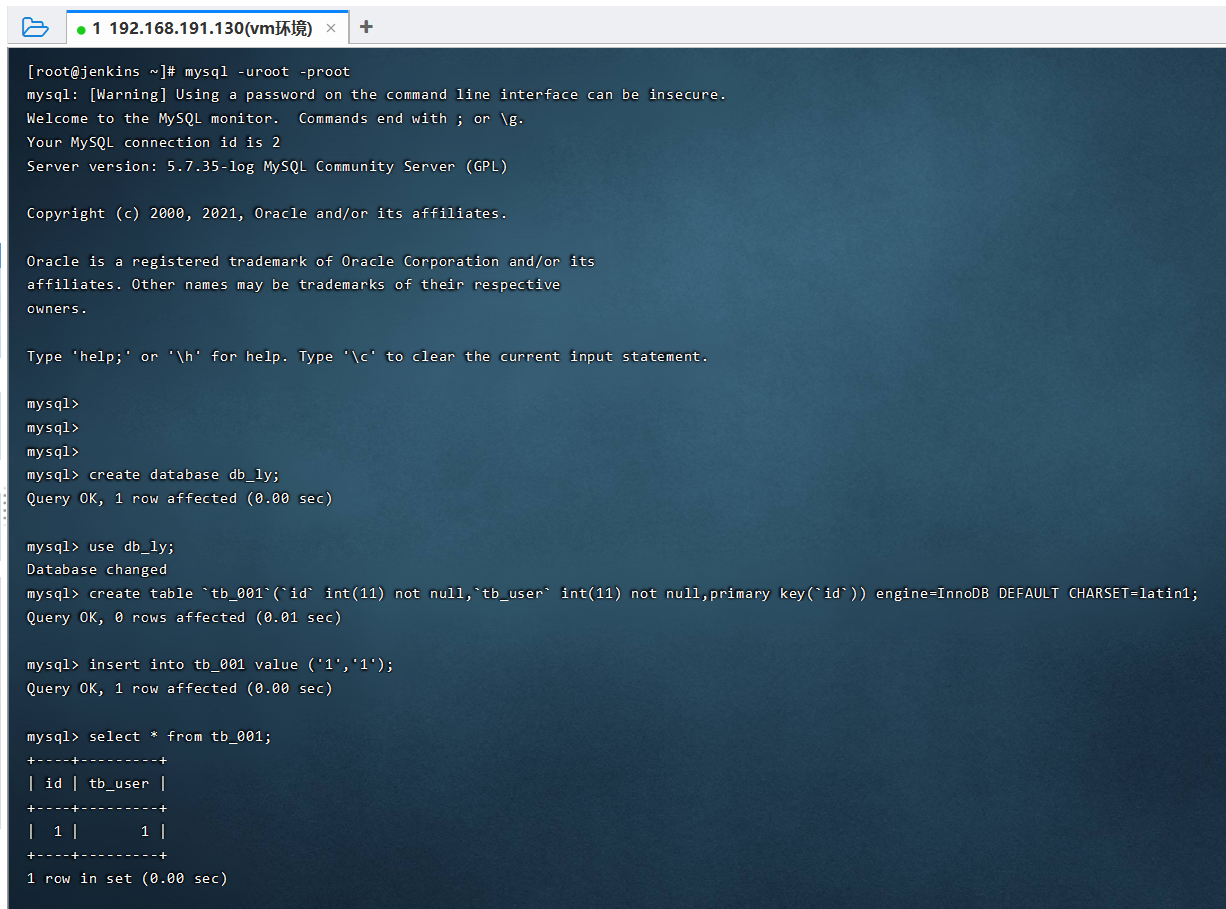 1 192.168.191.130(vm环境) × +
[root@jenkins ~]# mysql -uroot -proot
mysql: [Warning] Using a password on the command line interface can be insecure.
Welcome to the MySQL monitor.  Commands end with ; or \g.
Your MySQL connection id is 2
Server version: 5.7.35-log MySQL Community Server (GPL)

Copyright (c) 2000, 2021, Oracle and/or its affiliates.

Oracle is a registered trademark of Oracle Corporation and/or its
affiliates. Other names may be trademarks of their respective
owners.

Type 'help;' or '\h' for help. Type '\c' to clear the current input statement.

mysql>
mysql>
mysql>
mysql> create database db_ly;
Query OK, 1 row affected (0.00 sec)

mysql> use db_ly;
Database changed
mysql> create table `tb_001`(`id` int(11) not null,`tb_user` int(11) not null,primary key(`id`)) engine=InnoDB DEFAULT CHARSET=latin1;
Query OK, 0 rows affected (0.01 sec)

mysql> insert into tb_001 value ('1','1');
Query OK, 1 row affected (0.00 sec)

mysql> select * from tb_001;
+----+---------+
| id | tb_user |
+----+---------+
|  1 |       1 |
+----+---------+
1 row in set (0.00 sec)